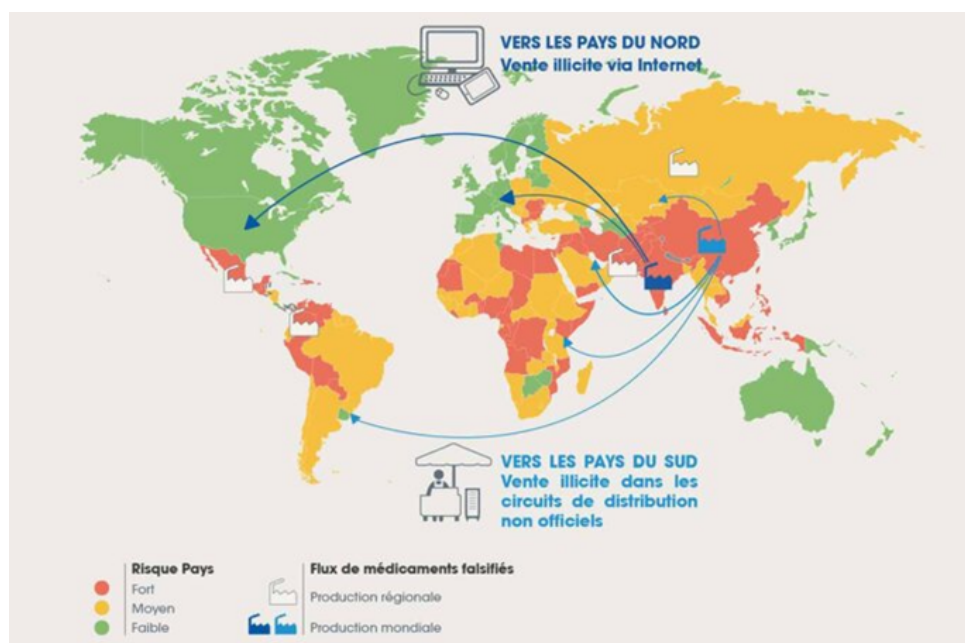 VERS LES PAYS DU NORD
Vente illicite via Internet
VERS LES PAYS DU SUD
Vente illicite dans les
circuits de distribution
non officiels
Risque Pays
Fort
Moyen
Faible
Flux de médicaments falsifiés
Production régionale
Production mondiale